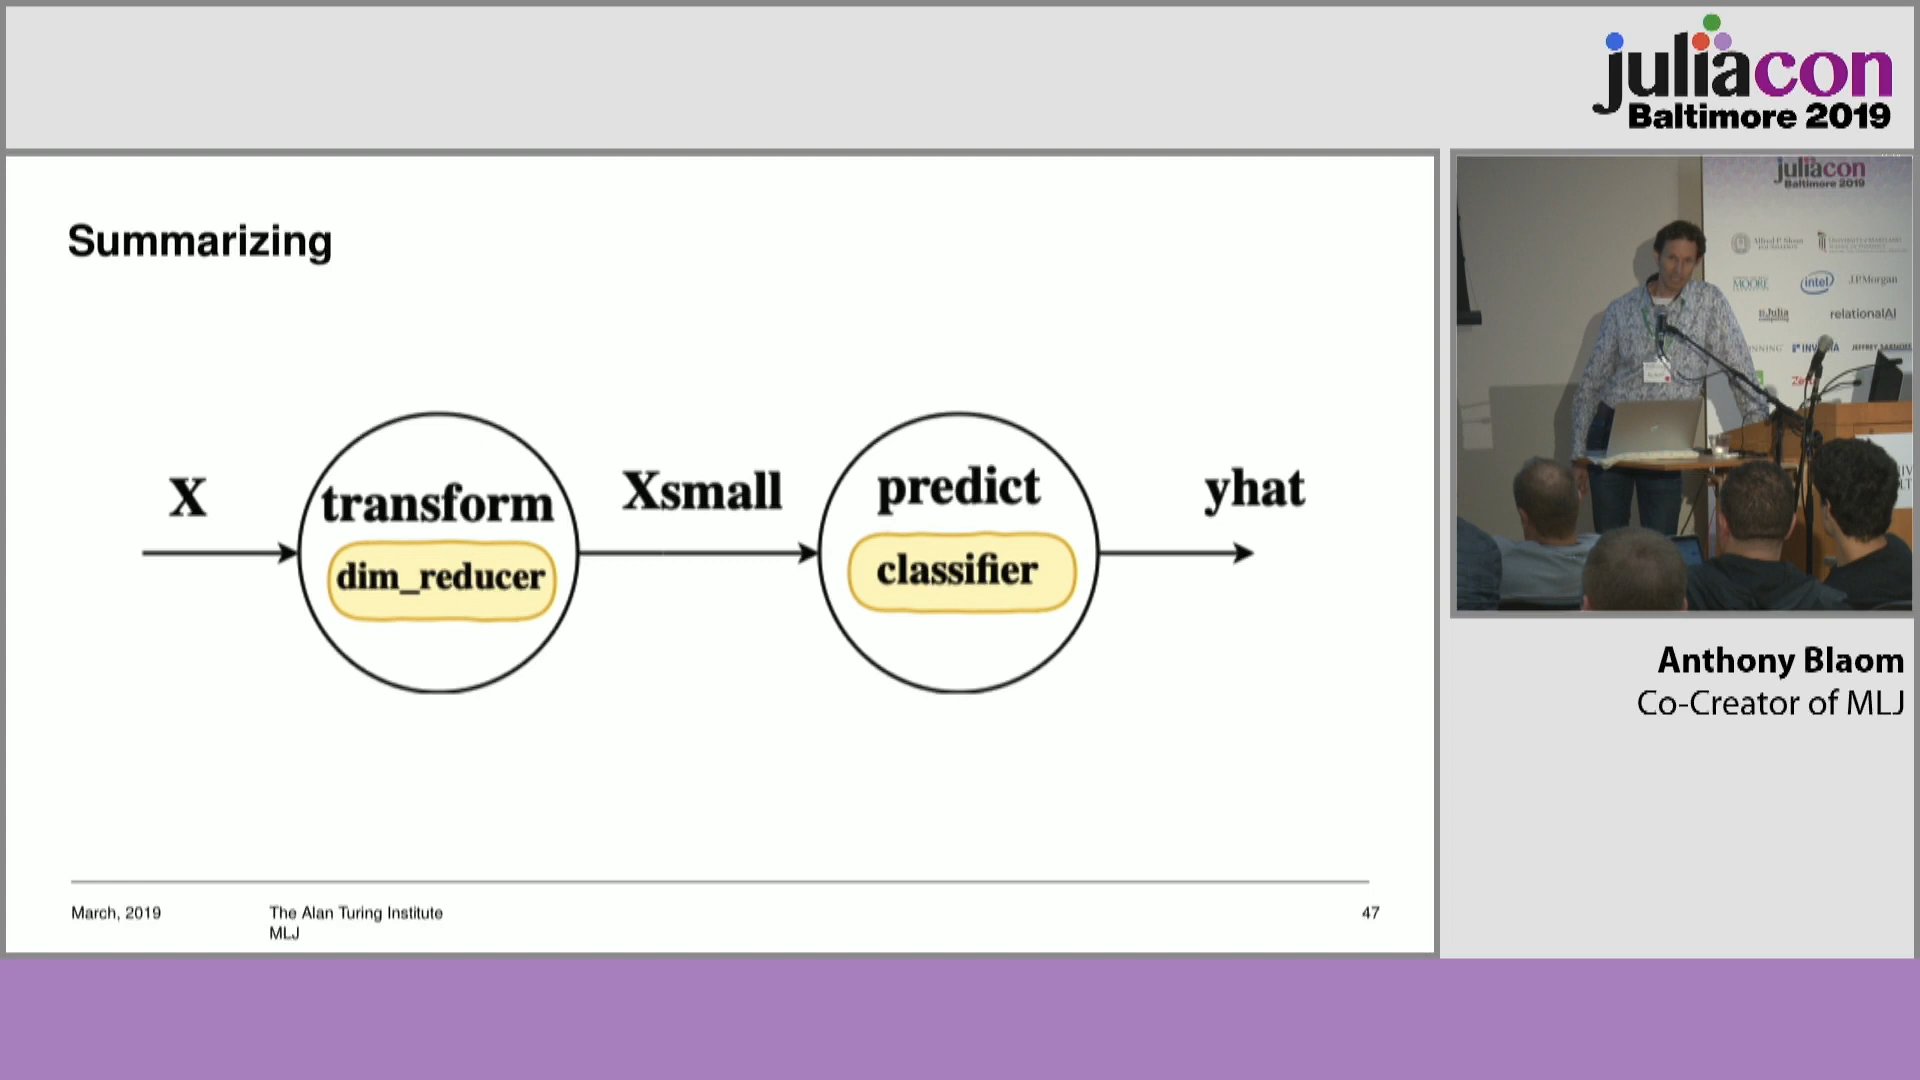 juliacon
Baltimore 2019
Summarizing
X
transform
dim_reducer
Xsmall
predict
classifier
yhat
March, 2019
The Alan Turing Institute
MLJ
47
juliacon
Baltimore 2019
MOORE
intel
J.P.Morgan
relationalAI
Anthony Blaom
Co-Creator of MLJ